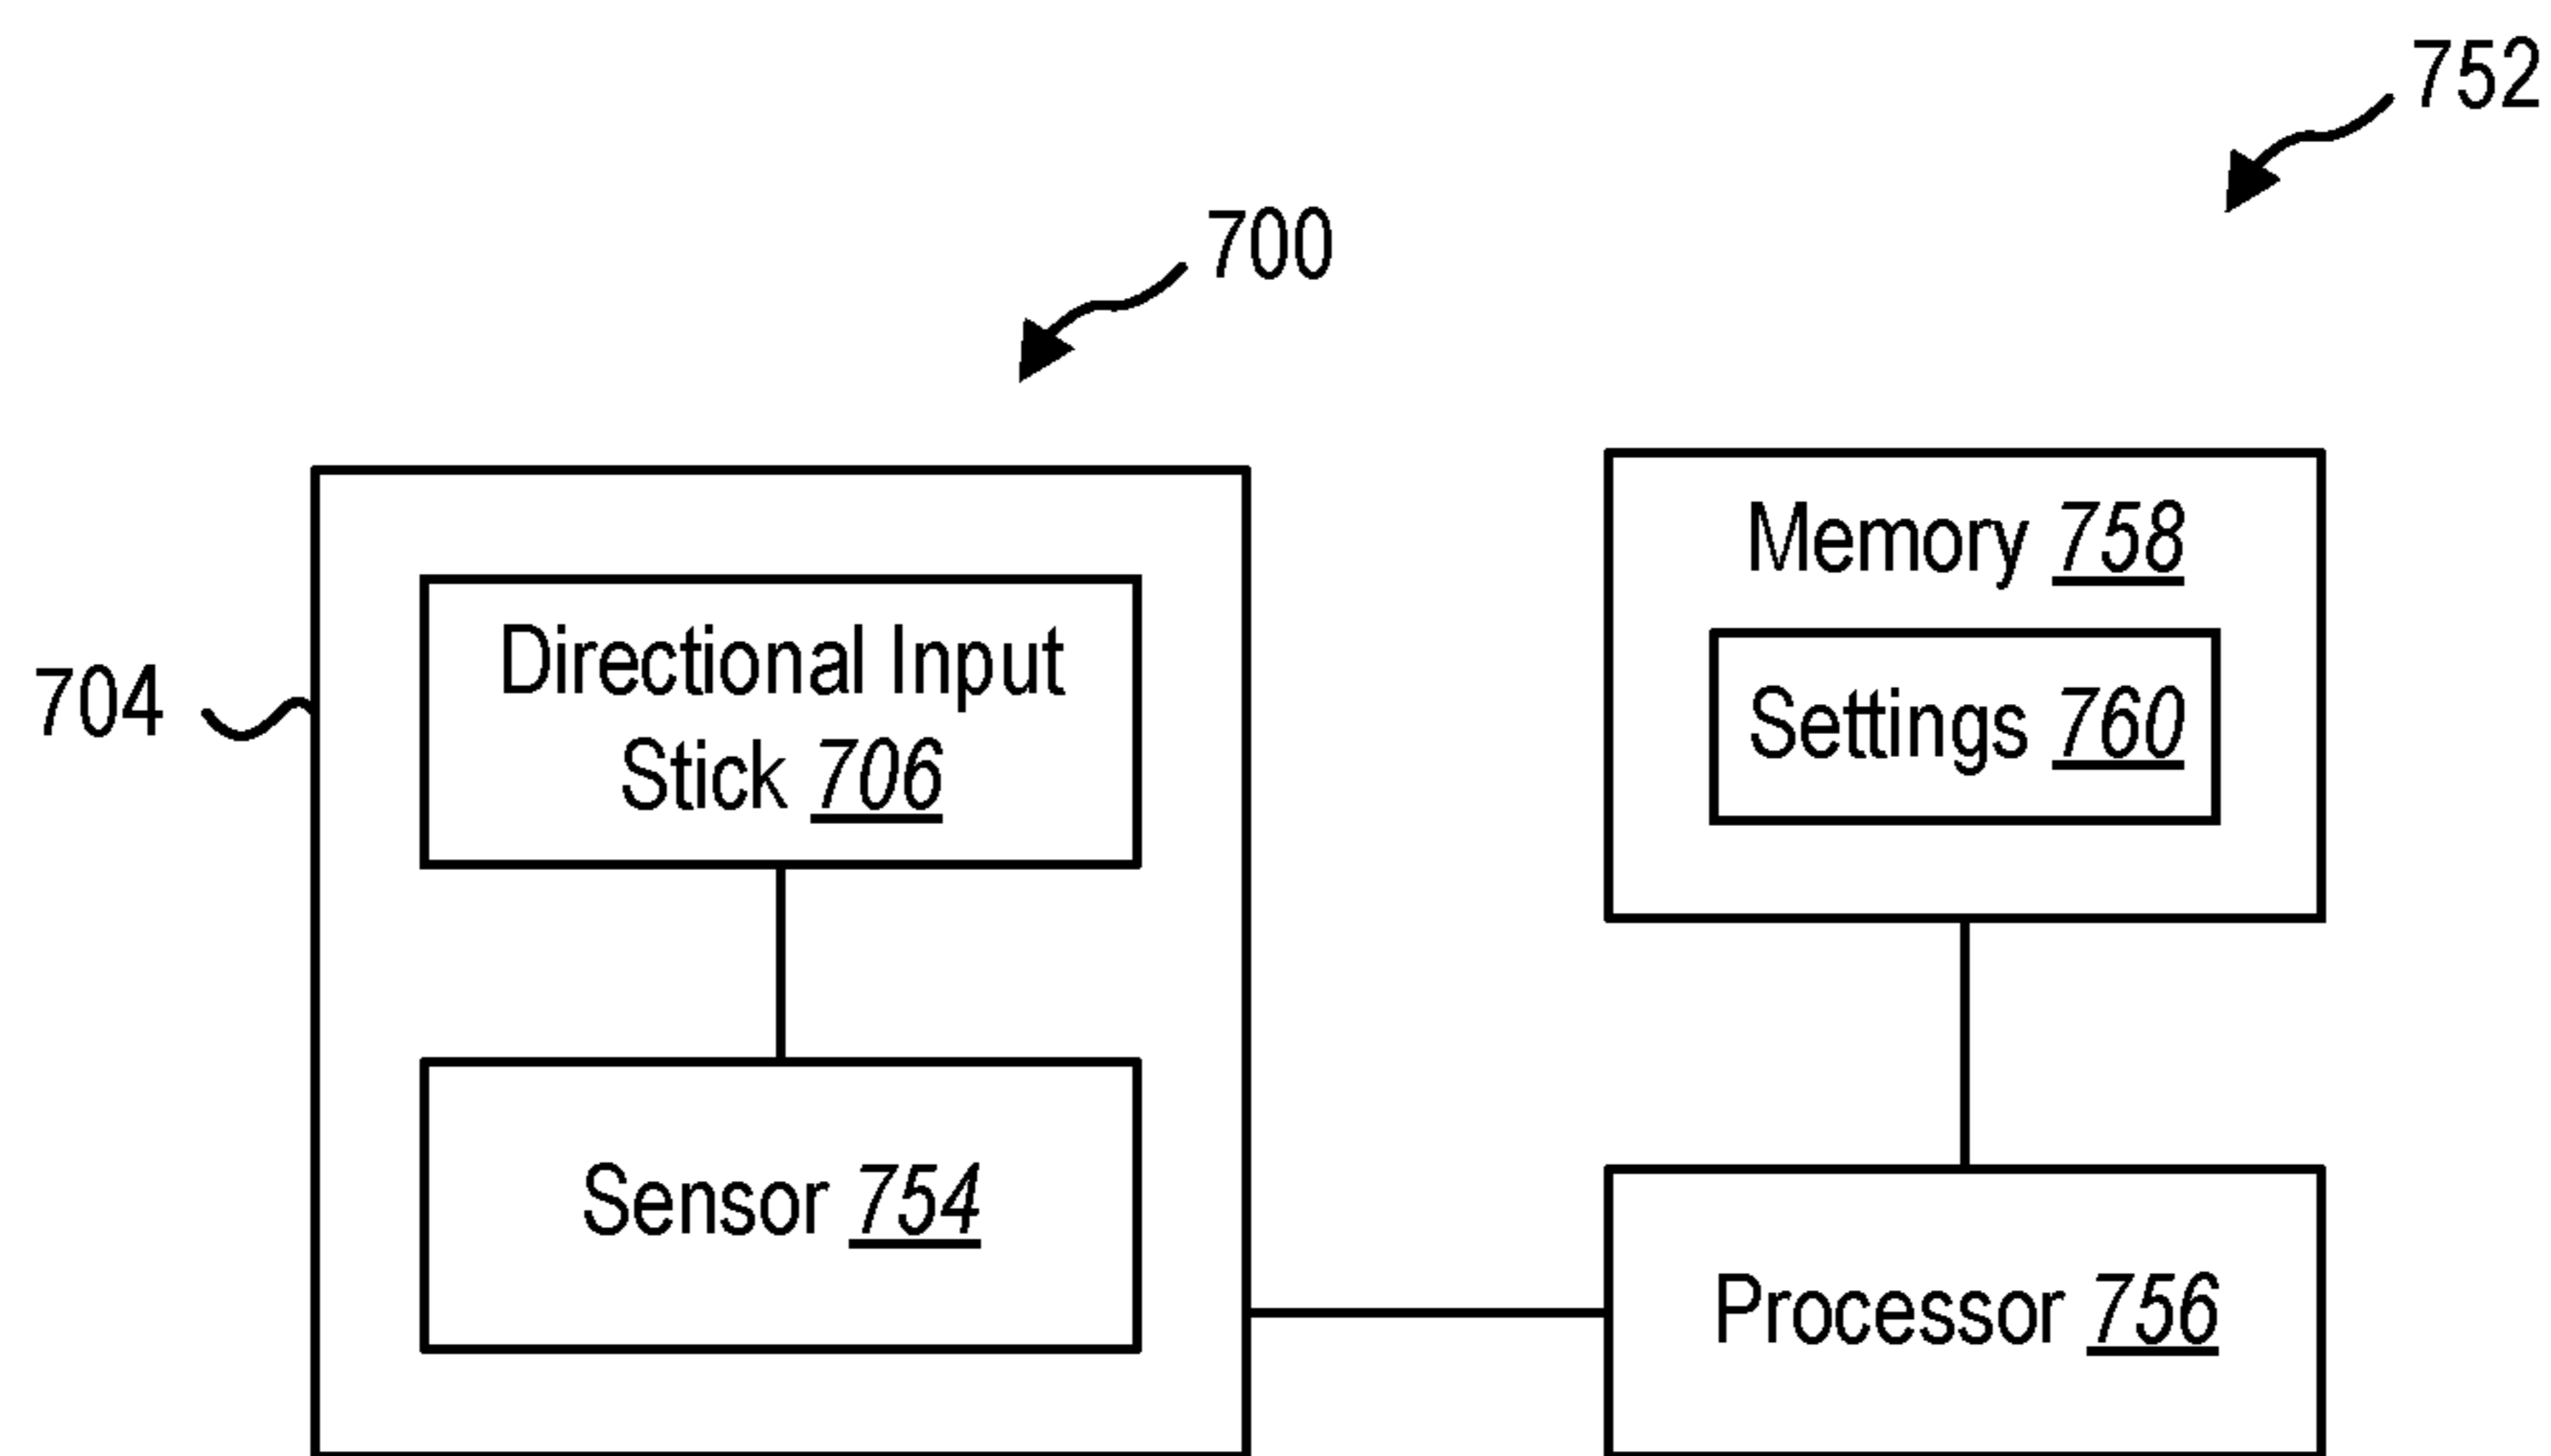 752
700
Memory 758
Directional Input
Stick 706
704
Settings 760
Sensor 754
Processor 756